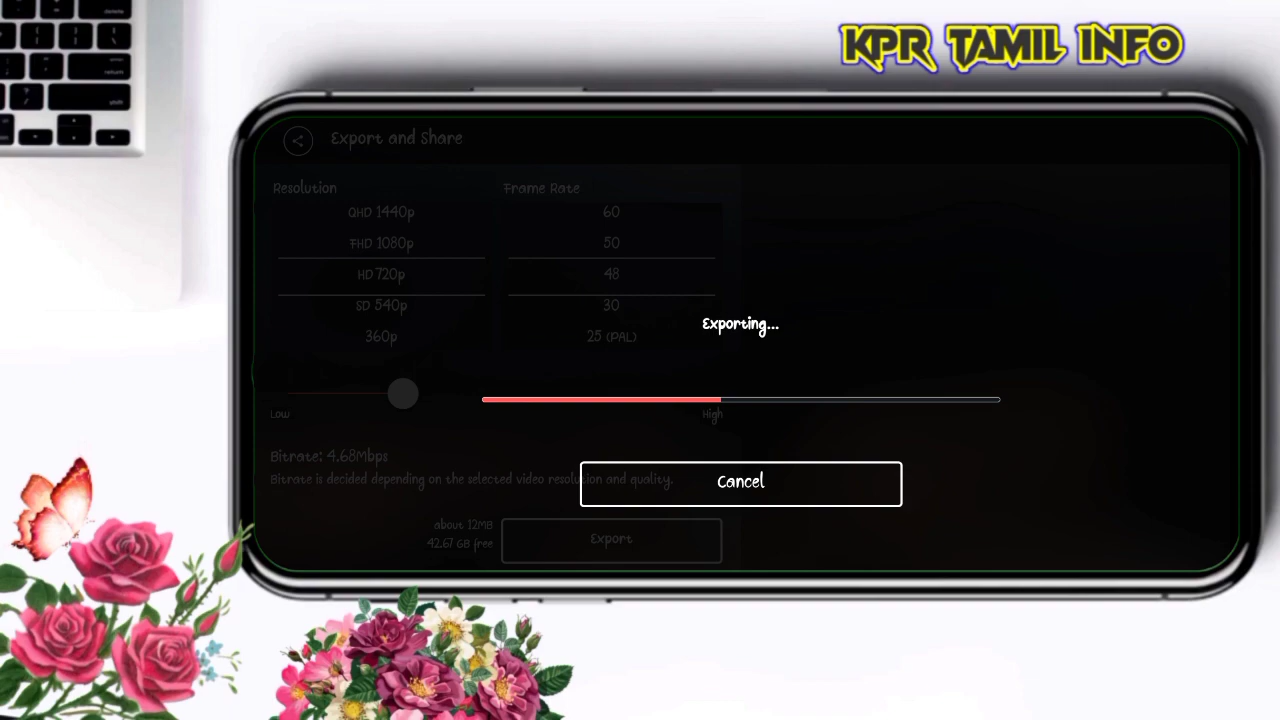 KPR TAMIL INFO
Export and Share
Resolution
Frame Rate
QHD 1440p
60
FHD 1080p
50
HD 720p
48
SD 540p
30
360p
25 (PAL)
Exporting...
Low
High
Bitrate: 4.68Mbps
Bitrate is decided depending on the selected video resolution and quality.
Cancel
about 12MB
42.67 GB free
Export
return